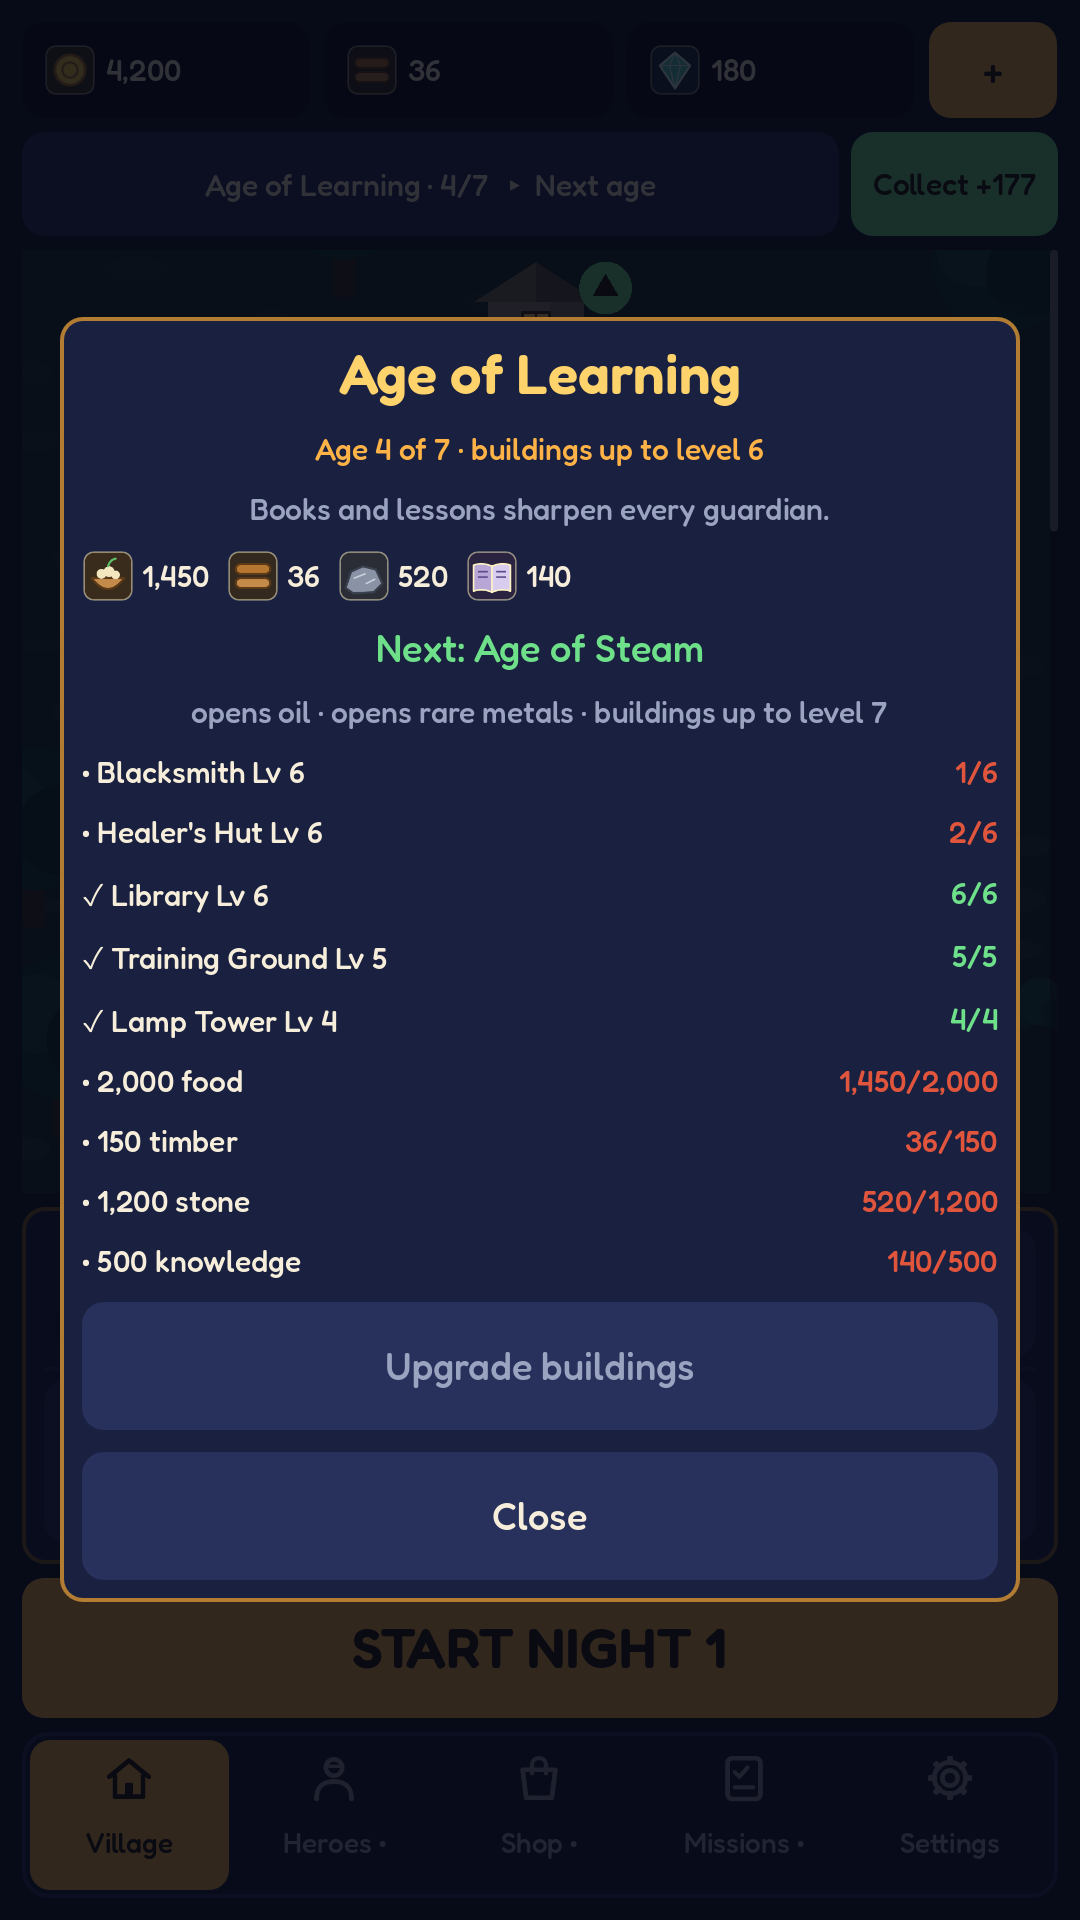 4,200
36
180
+
Age of Learning · 4/7 ▸ Next age
Collect +177
Age of Learning
Age 4 of 7 · buildings up to level 6
Books and lessons sharpen every guardian.
1,450 36 520 140
Next: Age of Steam
opens oil · opens rare metals · buildings up to level 7
• Blacksmith Lv 6 1/6
• Healer's Hut Lv 6 2/6
✓ Library Lv 6 6/6
✓ Training Ground Lv 5 5/5
✓ Lamp Tower Lv 4 4/4
• 2,000 food 1,450/2,000
• 150 timber 36/150
• 1,200 stone 520/1,200
• 500 knowledge 140/500
Upgrade buildings
Close
START NIGHT 1
Village
Heroes •
Shop •
Missions •
Settings